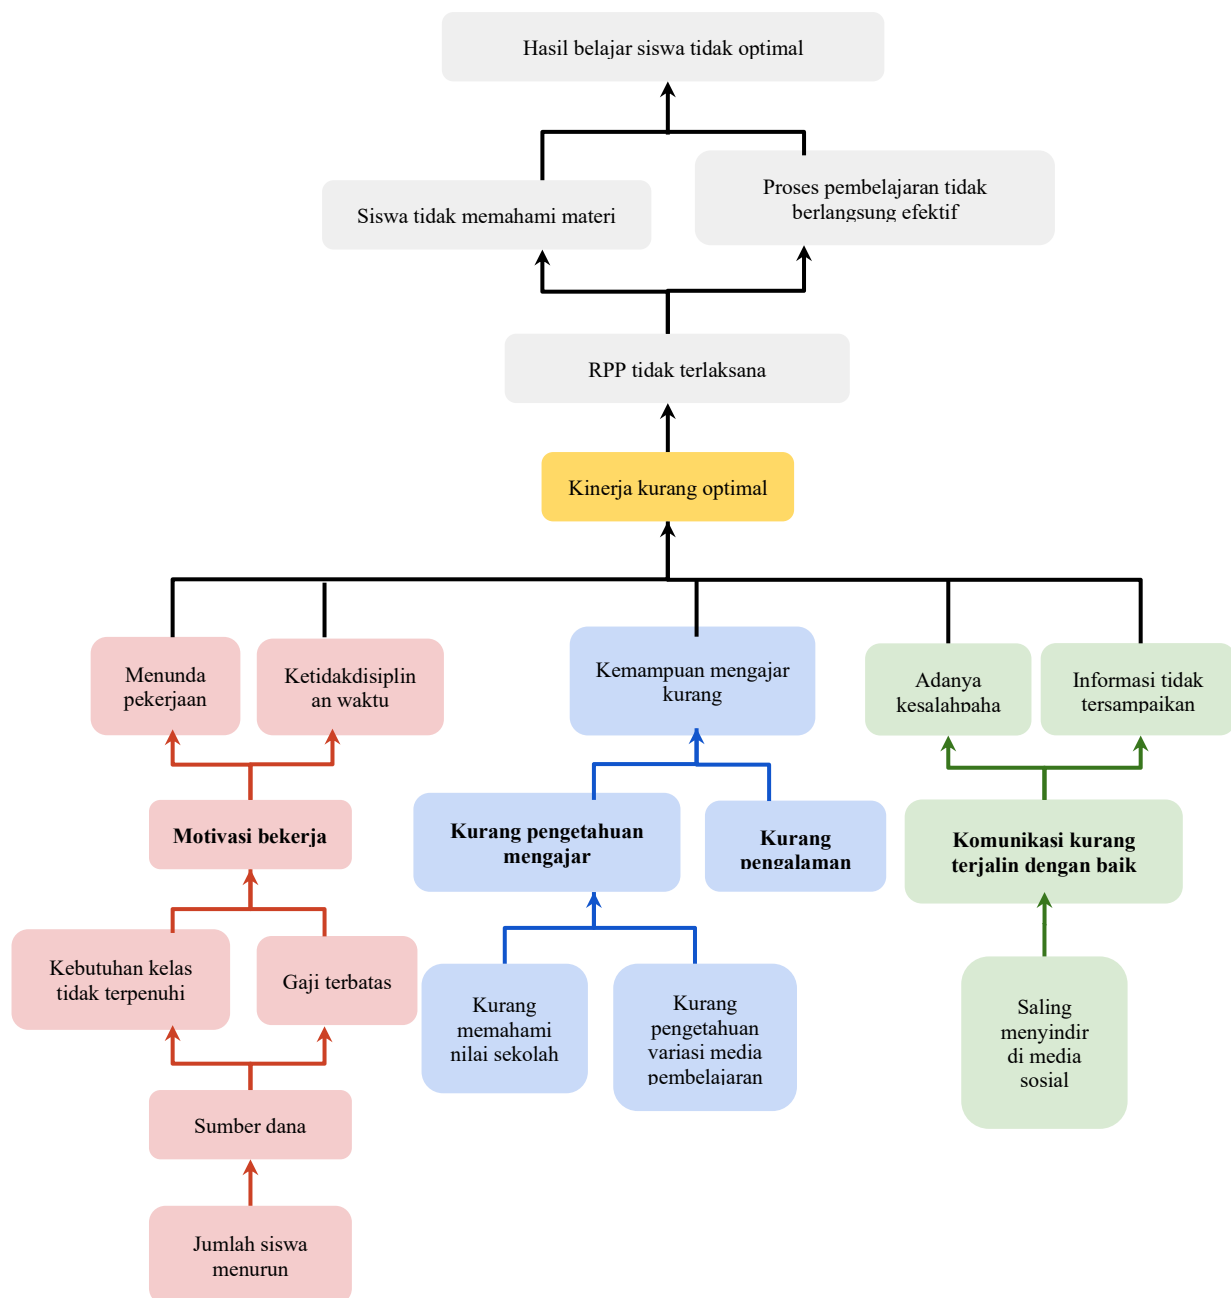 Hasil belajar siswa tidak optimal
Siswa tidak memahami materi
Proses pembelajaran tidak
berlangsung efektif
RPP tidak terlaksana
Kinerja kurang optimal
Menunda
pekerjaan
Ketidakdisiplin
an waktu
Kemampuan mengajar
kurang
Adanya
kesalahpaha
Informasi tidak
tersampaikan
Motivasi bekerja
Kurang pengetahuan
mengajar
Kurang
pengalaman
Komunikasi kurang
terjalin dengan baik
Kebutuhan kelas
tidak terpenuhi
Gaji terbatas
Kurang
memahami
nilai sekolah
Kurang
pengetahuan
variasi media
pembelajaran
Saling
menyindir
di media
sosial
Sumber dana
Jumlah siswa
menurun